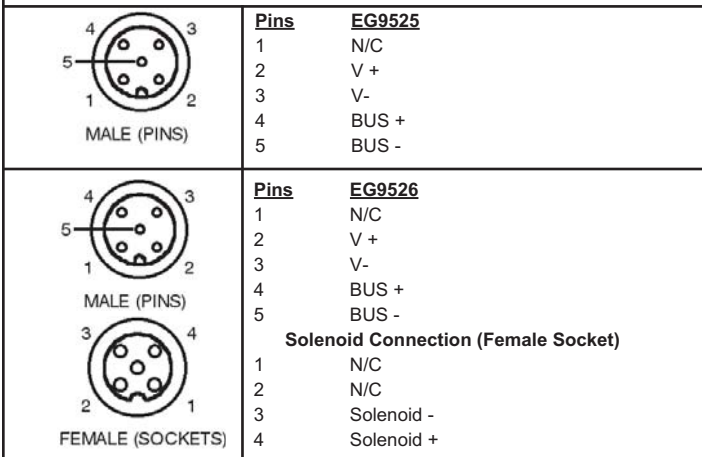 4 3
5
1 2
MALE (PINS)
Pins EG9525
1 N/C
2 V +
3 V-
4 BUS +
5 BUS -
4 3
5
1 2
MALE (PINS)
3 4
2 1
FEMALE (SOCKETS)
Pins EG9526
1 N/C
2 V +
3 V-
4 BUS +
5 BUS -
Solenoid Connection (Female Socket)
1 N/C
2 N/C
3 Solenoid -
4 Solenoid +